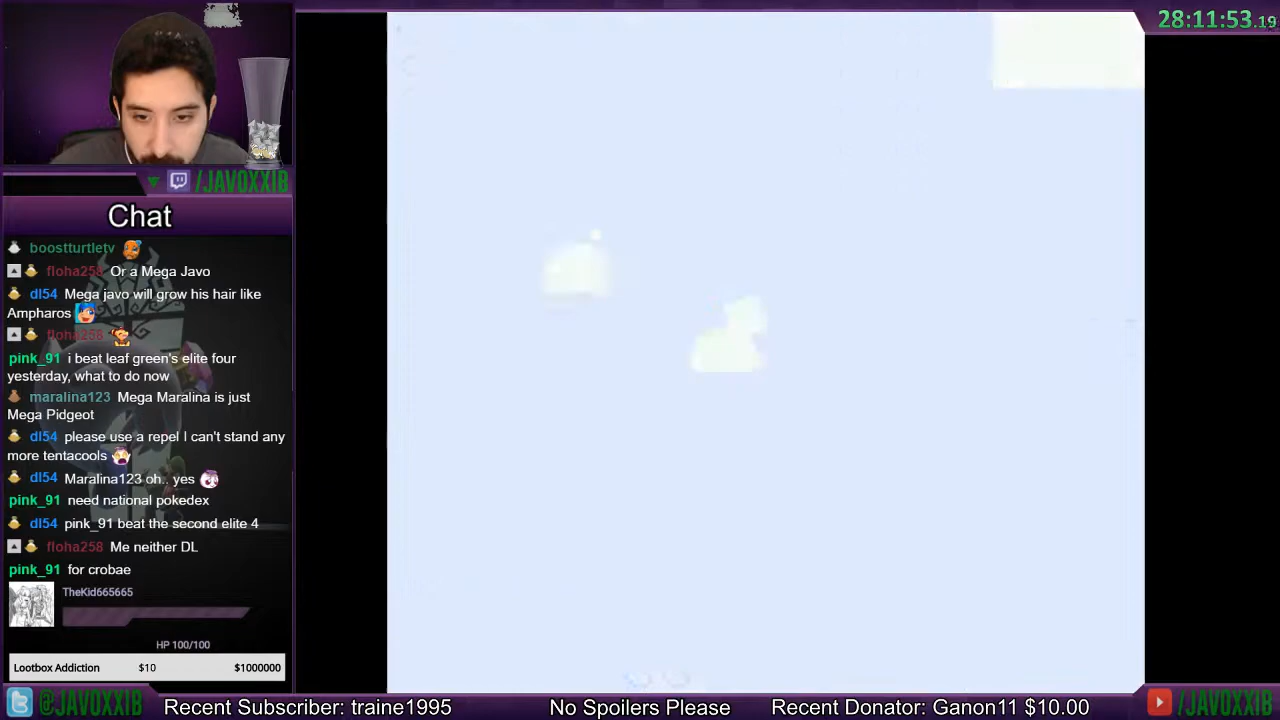 28:11:53.19
/JAVOXXIB
Chat
boostturtletv
floha258 Or a Mega Javo
dl54 Mega javo will grow his hair like
Ampharos
floha258
pink_91 i beat leaf green's elite four
yesterday, what to do now
maralina123 Mega Maralina is just
Mega Pidgeot
dl54 please use a repel I can't stand any
more tentacools
dl54 Maralina123 oh.. yes
pink_91 need national pokedex
dl54 pink_91 beat the second elite 4
floha258 Me neither DL
pink_91 for crobae
TheKid665665
HP 100/100
Lootbox Addiction $10 $1000000
@JAVOXXIB Recent Subscriber: traine1995 No Spoilers Please Recent Donator: Ganon11 $10.00 /JAVOXXIB